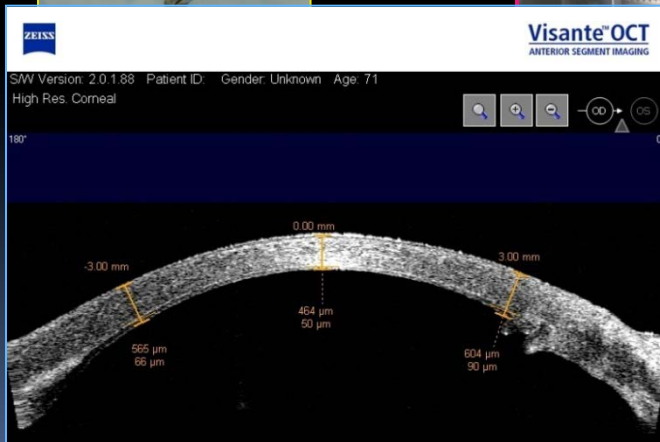 ZEISS
Visante™ OCT
ANTERIOR SEGMENT IMAGING
S/W Version: 2.0.1.88 Patient ID: Gender: Unknown Age: 71
High Res. Corneal
OD OS
180°
0.00 mm
-3.00 mm
3.00 mm
464 µm
50 µm
565 µm
66 µm
604 µm
90 µm